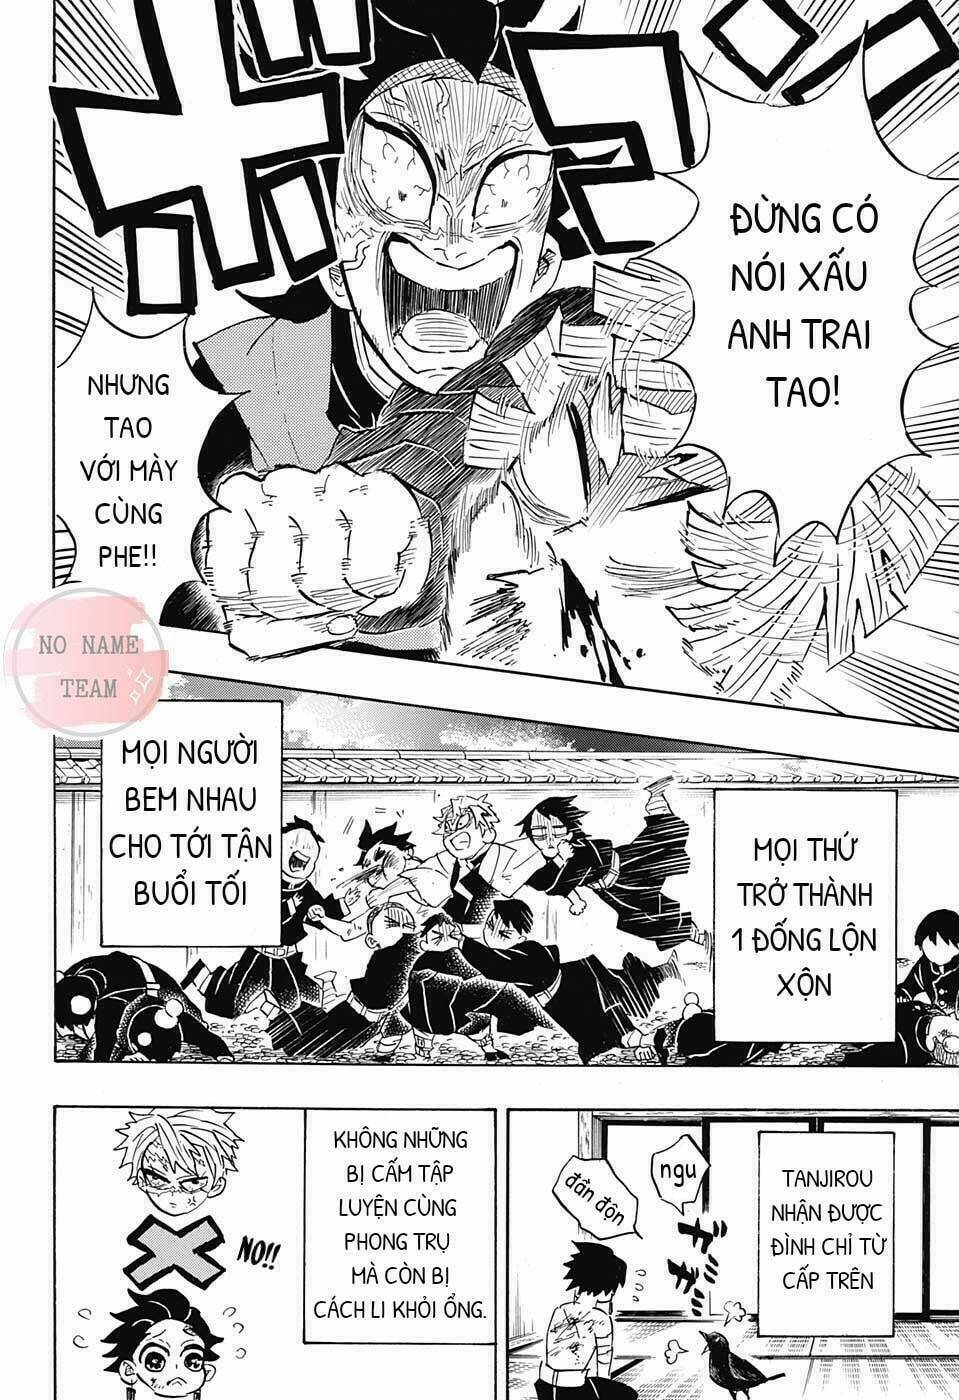 ĐỪNG CÓ
NÓI XẤU
ANH TRAI
TAO!
NHƯNG
TAO
VỚI MÀY
CÙNG
PHE!!
NO NAME
TEAM
MỌI THỨ
TRỞ THÀNH
1 ĐỐNG LỘN
XỘN
MỌI NGƯỜI
BEM NHAU
CHO TỚI TẬN
BUỔI TỐI
TANJIROU
NHẬN ĐƯỢC
ĐÌNH CHỈ TỪ
CẤP TRÊN
ngu
đần độn
KHÔNG NHỮNG
BỊ CẤM TẬP
LUYỆN CÙNG
PHONG TRỤ
MÀ CÒN BỊ
CÁCH LI KHỎI ỔNG.
NO!!